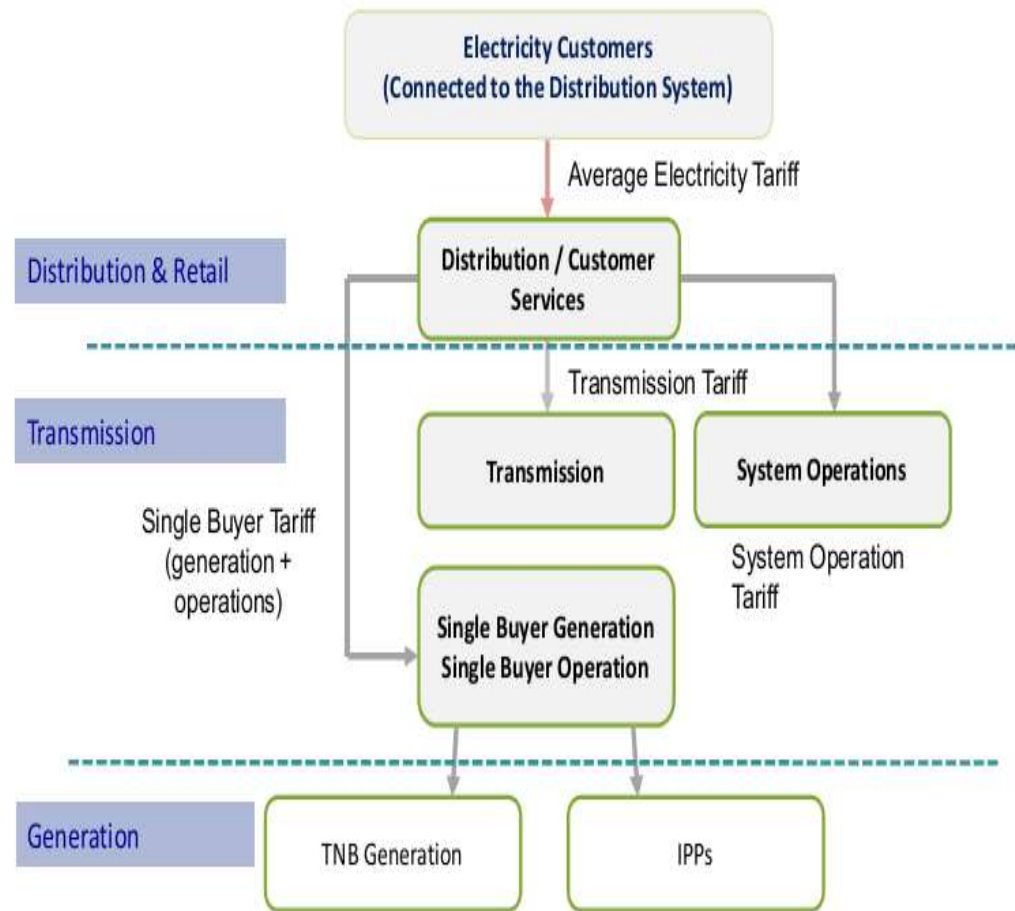 Electricity Customers
(Connected to the Distribution System)
Average Electricity Tariff
Distribution & Retail
Distribution / Customer
Services
Transmission Tariff
Transmission
Transmission
System Operations
Single Buyer Tariff
(generation +
operations)
System Operation
Tariff
Single Buyer Generation
Single Buyer Operation
Generation
TNB Generation
IPPs